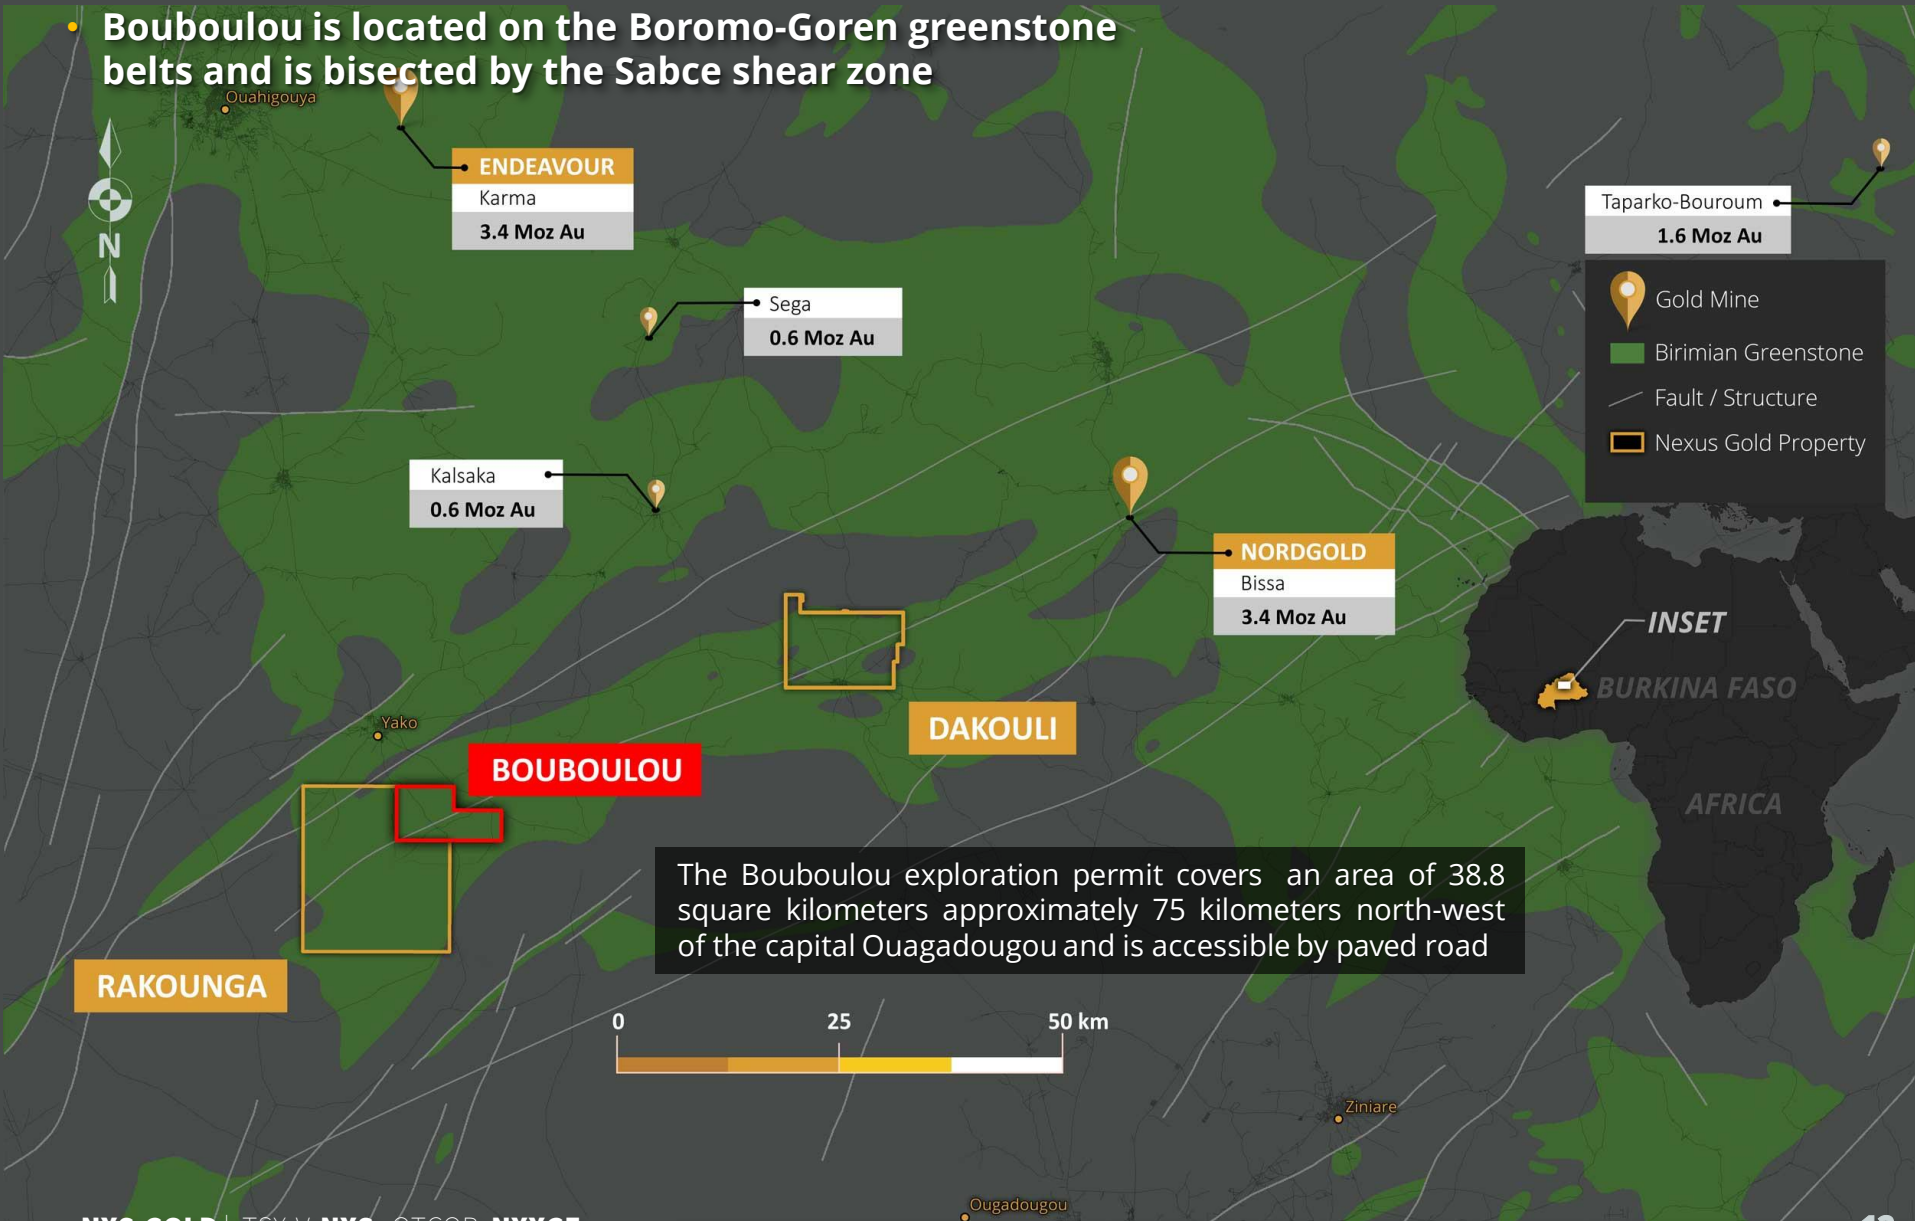 • Bouboulou is located on the Boromo-Goren greenstone
belts and is bisected by the Sabce shear zone
Ouahigouya
N
ENDEAVOUR
Karma
3.4 Moz Au
Taparko-Bouroum
1.6 Moz Au
Sega
0.6 Moz Au
Gold Mine
Birimian Greenstone
Fault / Structure
Nexus Gold Property
Kalsaka
0.6 Moz Au
NORDGOLD
Bissa
3.4 Moz Au
INSET
BURKINA FASO
AFRICA
Yako
DAKOULI
BOUBOULOU
RAKOUNGA
The Bouboulou exploration permit covers an area of 38.8
square kilometers approximately 75 kilometers north-west
of the capital Ouagadougou and is accessible by paved road
0 25 50 km
Ziniare
Ougadougou